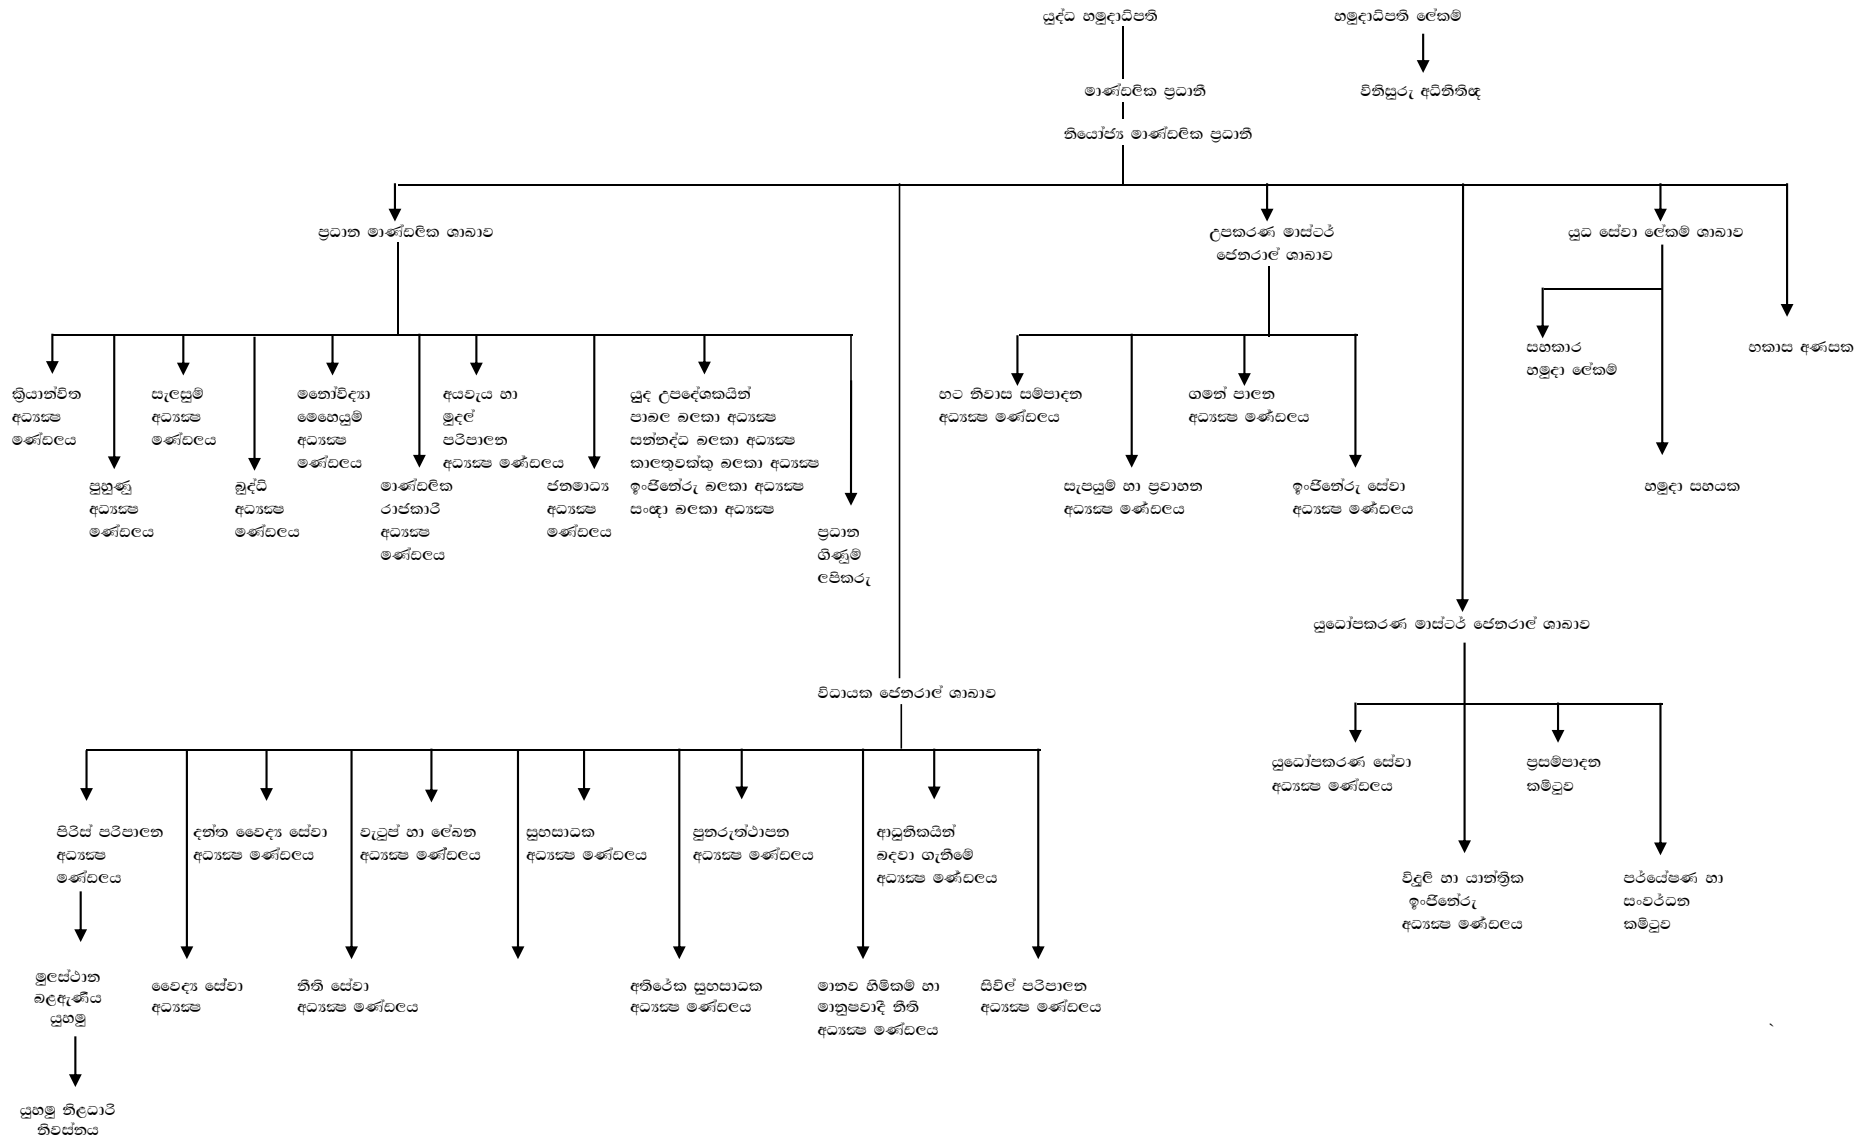 යුද්ධ හමුදාධිපති
හමුදාධිපති ලේකම්
මාණ්ඩලික ප්‍රධානී
විනිසුරු අධිනීතිඥ
නියෝජ්‍ය මාණ්ඩලික ප්‍රධානී
ප්‍රධාන මාණ්ඩලික ශාඛාව
උපකරණ මාස්ටර්
ජෙනරාල් ශාඛාව
යුධ සේවා ලේකම් ශාඛාව
සහකාර
හමුදා ලේකම්
භකාස අණසක
හමුදා සහයක
ක්‍රියාන්විත
අධ්‍යක්‍ෂ
මණ්ඩලය
පුහුණු
අධ්‍යක්‍ෂ
මණ්ඩලය
සැලසුම්
අධ්‍යක්‍ෂ
මණ්ඩලය
බුද්ධි
අධ්‍යක්‍ෂ
මණ්ඩලය
මනෝවිද්‍යා
මෙහෙයුම්
අධ්‍යක්‍ෂ
මණ්ඩලය
මාණ්ඩලික
රාජකාරී
අධ්‍යක්‍ෂ
මණ්ඩලය
අයවැය හා
මුදල්
පරිපාලන
අධ්‍යක්‍ෂ මණ්ඩලය
ජනමාධ්‍ය
අධ්‍යක්‍ෂ
මණ්ඩලය
යුද උපදේශකයින්
පාබල බලකා අධ්‍යක්‍ෂ
සන්නද්ධ බලකා අධ්‍යක්‍ෂ
කාලතුවක්කු බලකා අධ්‍යක්‍ෂ
ඉංජිනේරු බලකා අධ්‍යක්‍ෂ
සංඥා බලකා අධ්‍යක්‍ෂ
ප්‍රධාන
ගිණුම්
ලපිකරු
භට නිවාස සම්පාදන
අධ්‍යක්‍ෂ මණ්ඩලය
සැපයුම් හා ප්‍රවාහන
අධ්‍යක්‍ෂ මණ්ඩලය
ගමන් පාලන
අධ්‍යක්‍ෂ මණ්ඩලය
ඉංජිනේරු සේවා
අධ්‍යක්‍ෂ මණ්ඩලය
යුධෝපකරණ මාස්ටර් ජෙනරාල් ශාඛාව
යුධෝපකරණ සේවා
අධ්‍යක්‍ෂ මණ්ඩලය
ප්‍රසම්පාදන
කමිටුව
විදුලි හා යාන්ත්‍රික
ඉංජිනේරු
අධ්‍යක්‍ෂ මණ්ඩලය
පර්යේෂණ හා
සංවර්ධන
කමිටුව
විධායක ජෙනරාල් ශාඛාව
පිරිස් පරිපාලන
අධ්‍යක්‍ෂ
මණ්ඩලය
දන්ත වෛද්‍ය සේවා
අධ්‍යක්‍ෂ මණ්ඩලය
වැටුප් හා ලේඛන
අධ්‍යක්‍ෂ මණ්ඩලය
සුභසාධක
අධ්‍යක්‍ෂ මණ්ඩලය
පුනරුත්ථාපන
අධ්‍යක්‍ෂ මණ්ඩලය
ආධුනිකයින්
බඳවා ගැනීමේ
අධ්‍යක්‍ෂ මණ්ඩලය
මුලස්ථාන
බළඇණිය
යුහමු
වෛද්‍ය සේවා
අධ්‍යක්‍ෂ
නීති සේවා
අධ්‍යක්‍ෂ මණ්ඩලය
අතිරේක සුභසාධක
අධ්‍යක්‍ෂ මණ්ඩලය
මානව හිමිකම් හා
මානුෂවාදී නීති
අධ්‍යක්‍ෂ මණ්ඩලය
සිවිල් පරිපාලන
අධ්‍යක්‍ෂ මණ්ඩලය
යුහමු නිළධාරි
නිවස්නය